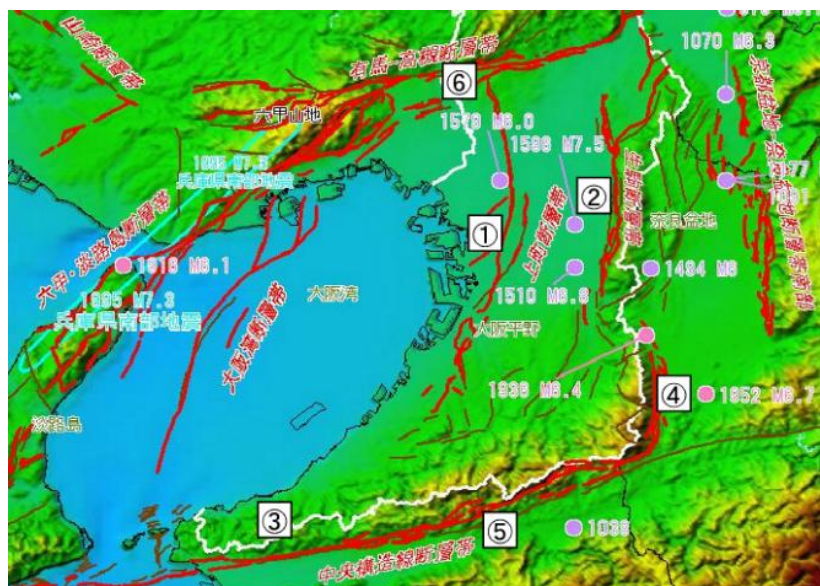 1070 M6.3
有馬-高槻断層帯
山崎断層帯
⑥
六甲山地
1579 M6.0
1596 M7.5
1995 M7.3
兵庫県南部地震
上町断層帯
②
生駒断層帯
奈良盆地
京都盆地-奈良盆地断層帯南部
①
六甲・淡路島断層帯
1916 M6.1
1494 M6
1995 M7.3
兵庫県南部地震
大阪湾
1510 M6.8
大阪湾断層帯
大阪平野
1936 M6.4
④
1952 M6.7
淡路島
③
⑤
1038
中央構造線断層帯